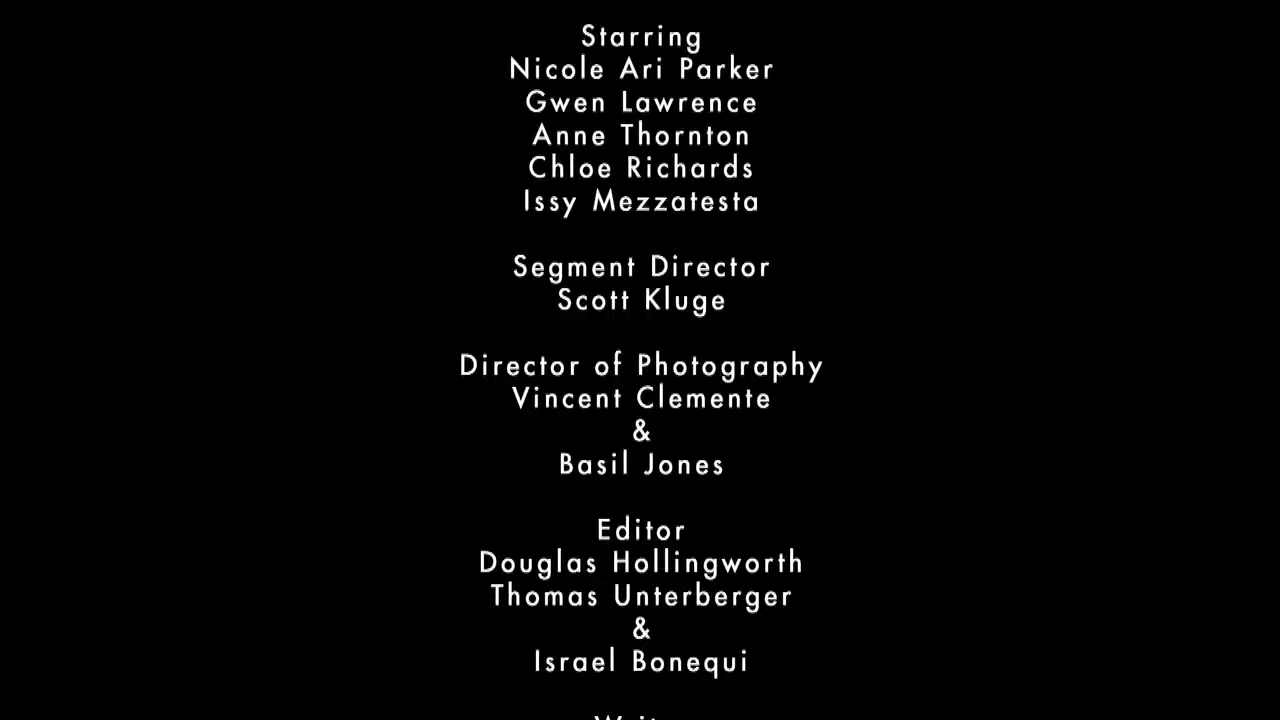 Starring
Nicole Ari Parker
Gwen Lawrence
Anne Thornton
Chloe Richards
Issy Mezzatesta
Segment Director
Scott Kluge
Director of Photography
Vincent Clemente
&
Basil Jones
Editor
Douglas Hollingworth
Thomas Unterberger
&
Israel Bonequi